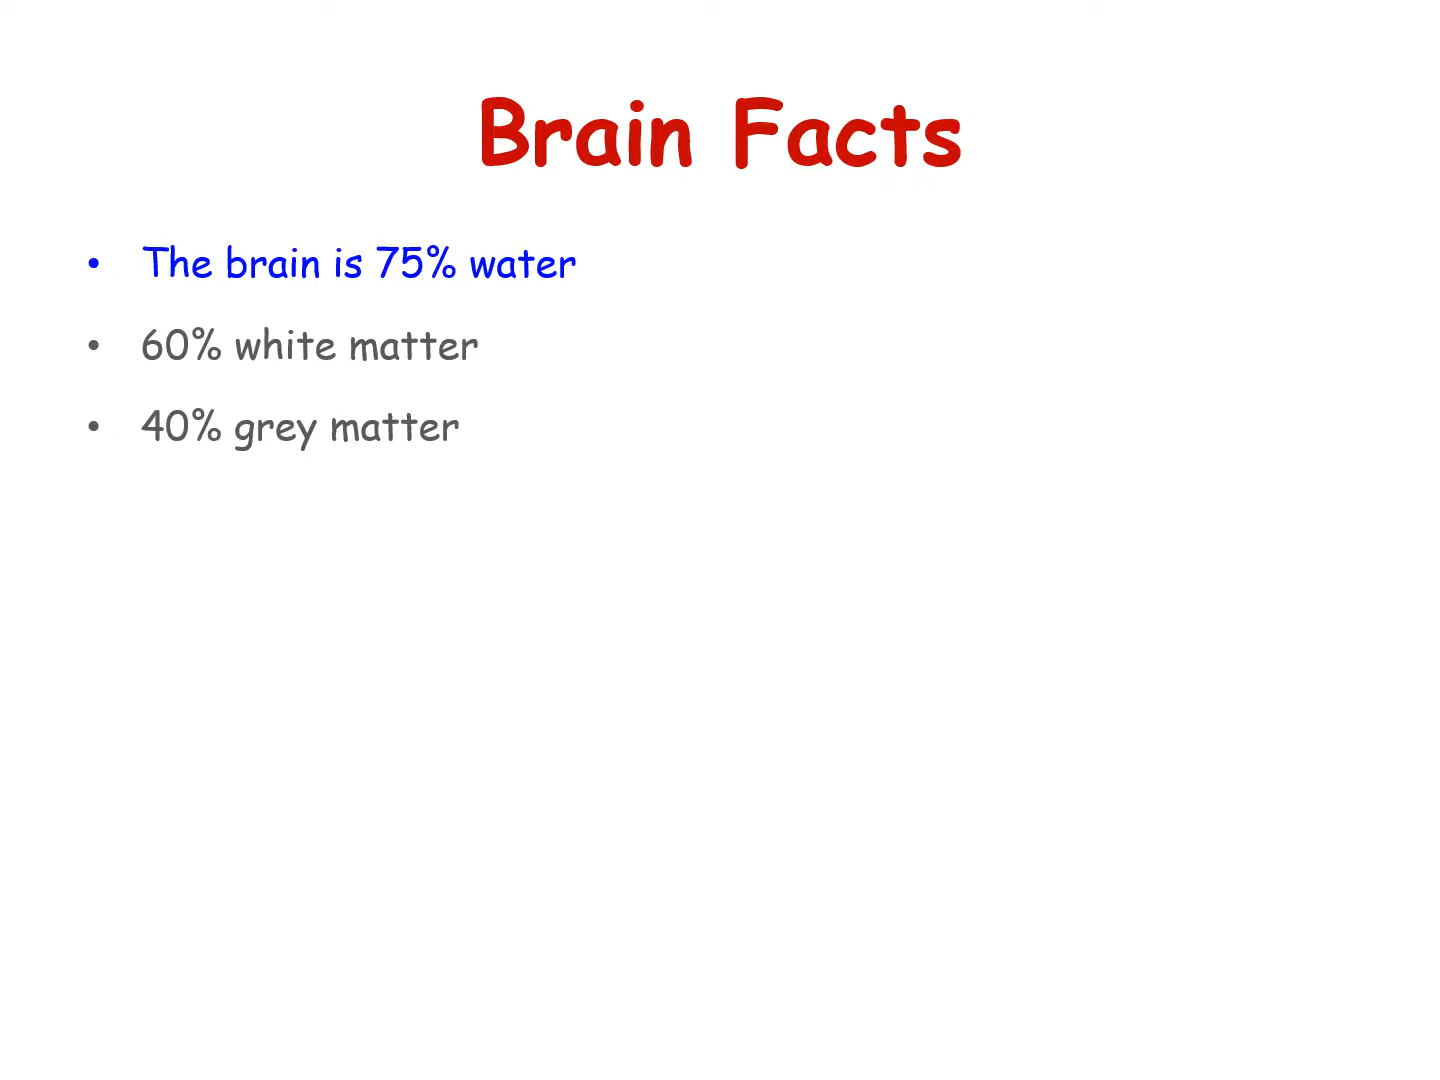 Brain Facts
• The brain is 75% water
• 60% white matter
• 40% grey matter